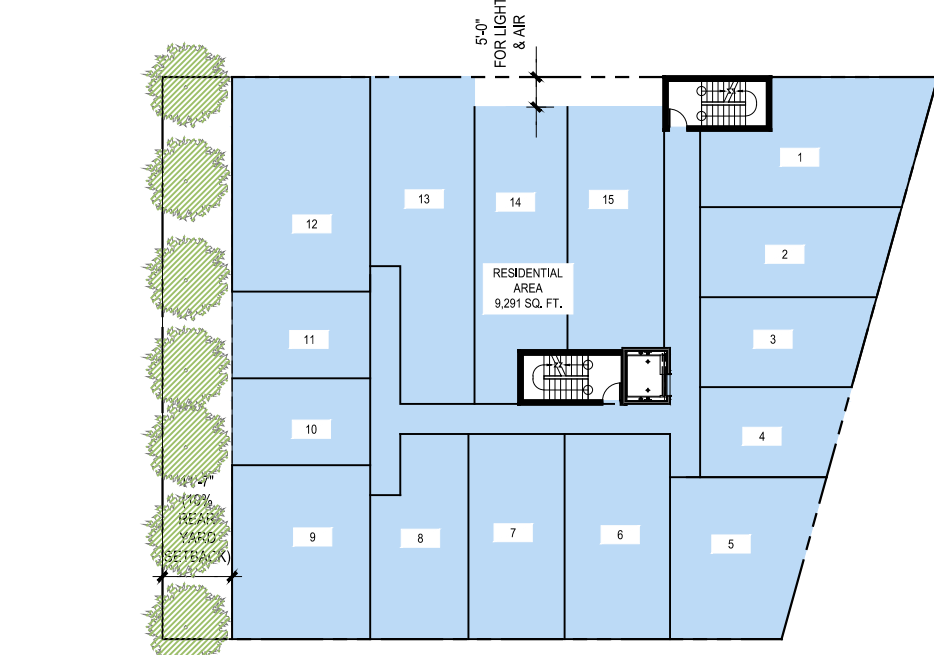 5'-0"
FOR LIGHT
& AIR
1
13
14
15
12
2
RESIDENTIAL
AREA
9,291 SQ. FT.
11
3
10
4
-7"
(10%
REAR
YARD
SETBACK)
9
8
7
6
5